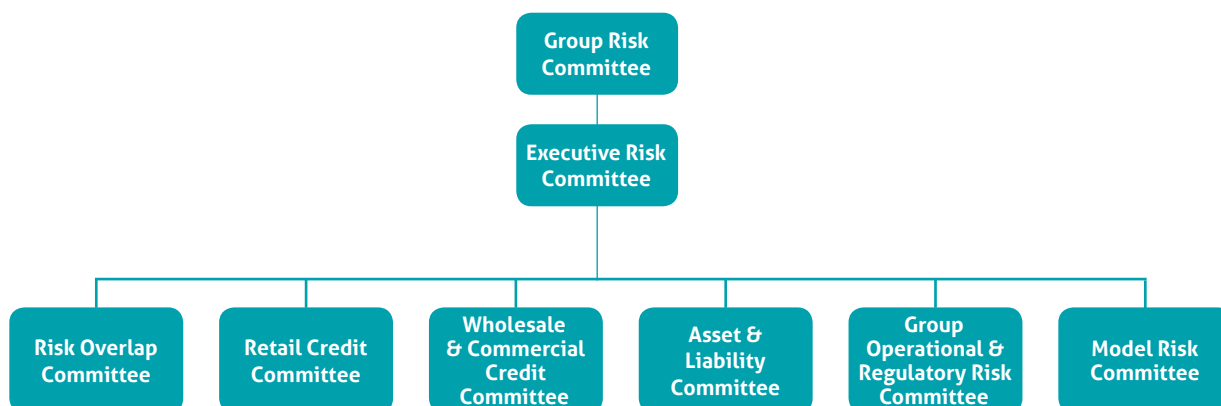 Group Risk
Committee
Executive Risk
Committee
Risk Overlap
Committee
Retail Credit
Committee
Wholesale
& Commercial
Credit
Committee
Asset &
Liability
Committee
Group
Operational &
Regulatory Risk
Committee
Model Risk
Committee